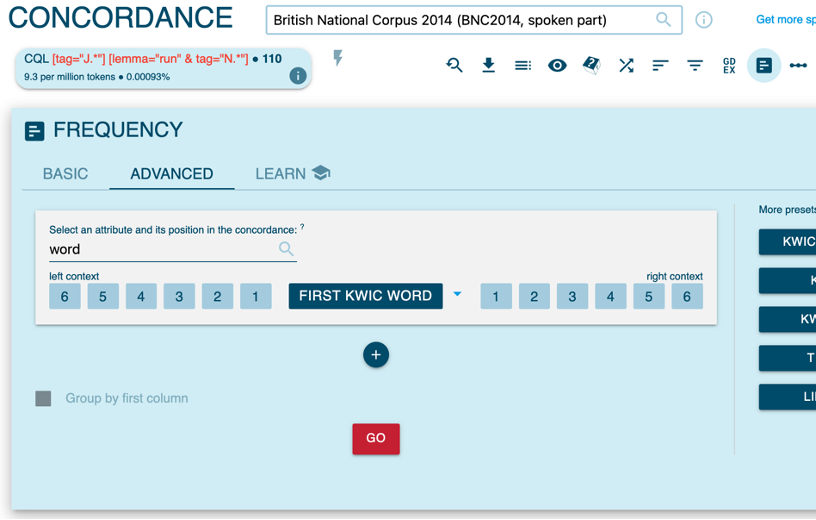 CONCORDANCE
British National Corpus 2014 (BNC2014, spoken part)
Get more sp
CQL [tag="J.*"] [lemma="run" & tag="N.*"] ● 110
9.3 per million tokens ● 0.00093%
GD
EX
FREQUENCY
BASIC
ADVANCED
LEARN
More presets
Select an attribute and its position in the concordance: ?
word
left context
right context
6 5 4 3 2 1 FIRST KWIC WORD 1 2 3 4 5 6
KWIC
K
KW
T
LI
+
Group by first column
GO